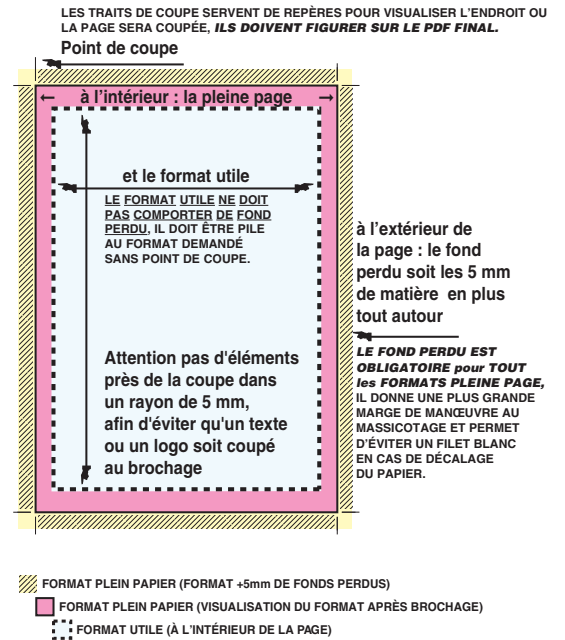 LES TRAITS DE COUPE SERVENT DE REPÈRES POUR VISUALISER L'ENDROIT OU
LA PAGE SERA COUPÉE, ILS DOIVENT FIGURER SUR LE PDF FINAL.
Point de coupe
à l'intérieur : la pleine page
et le format utile
LE FORMAT UTILE NE DOIT
PAS COMPORTER DE FOND
PERDU, IL DOIT ÊTRE PILE
AU FORMAT DEMANDÉ
SANS POINT DE COUPE.
à l'extérieur de
la page : le fond
perdu soit les 5 mm
de matière en plus
tout autour
LE FOND PERDU EST
OBLIGATOIRE pour TOUT
les FORMATS PLEINE PAGE,
IL DONNE UNE PLUS GRANDE
MARGE DE MANŒUVRE AU
MASSICOTAGE ET PERMET
D'ÉVITER UN FILET BLANC
EN CAS DE DÉCALAGE
DU PAPIER.
Attention pas d'éléments
près de la coupe dans
un rayon de 5 mm,
afin d'éviter qu'un texte
ou un logo soit coupé
au brochage
FORMAT PLEIN PAPIER (FORMAT +5mm DE FONDS PERDUS)
FORMAT PLEIN PAPIER (VISUALISATION DU FORMAT APRÈS BROCHAGE)
FORMAT UTILE (À L'INTÉRIEUR DE LA PAGE)